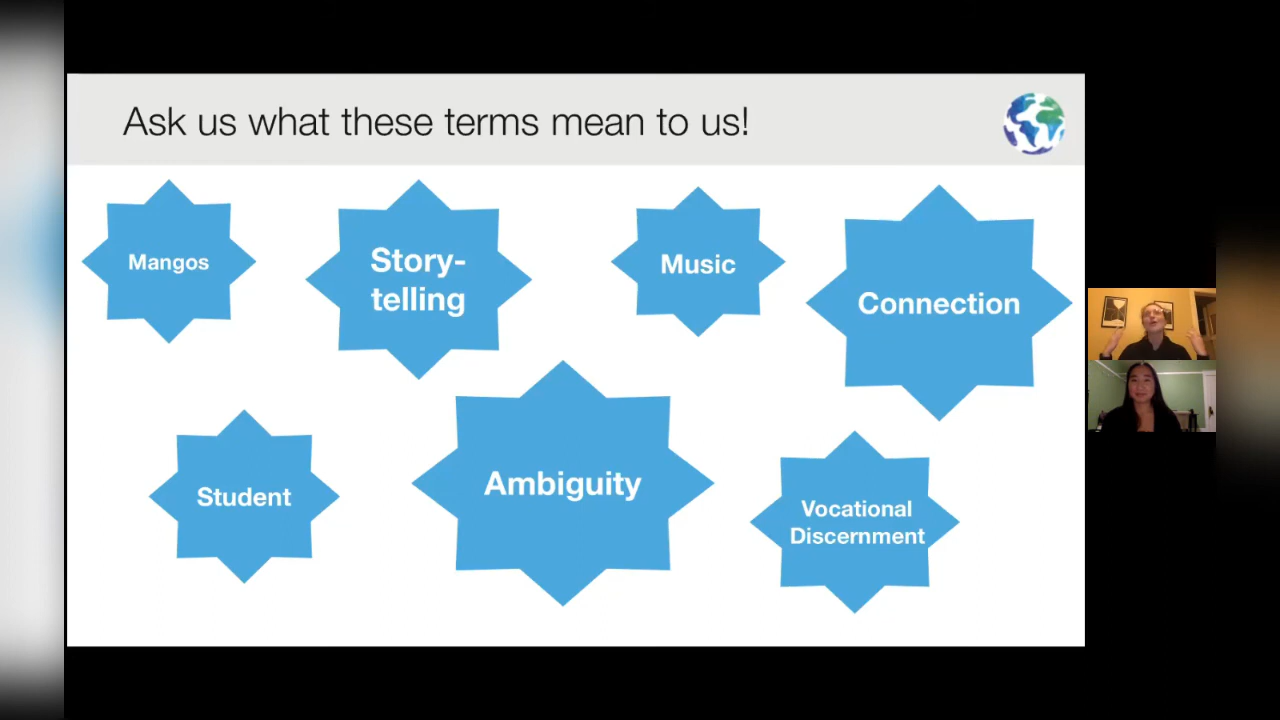 Ask us what these terms mean to us!
Mangos
Story-
telling
Music
Connection
Student
Ambiguity
Vocational
Discernment